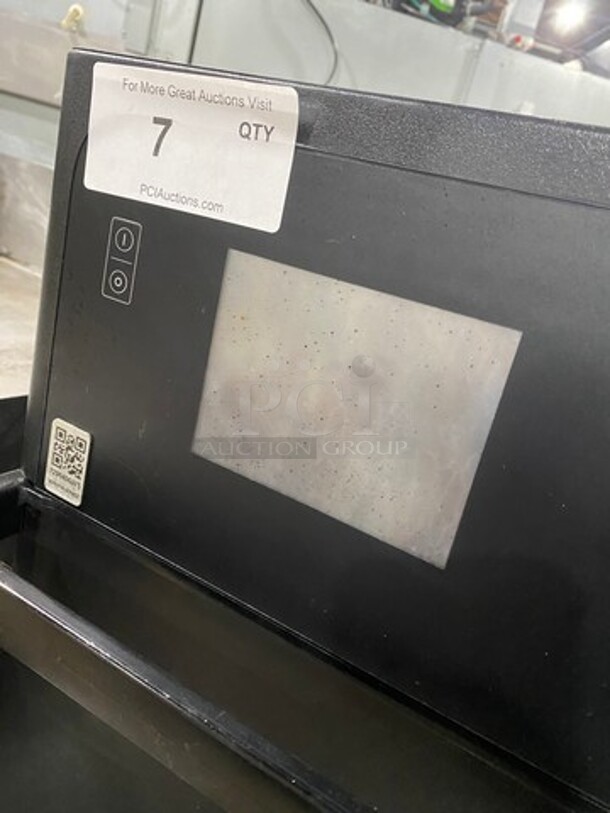 For More Great Auctions Visit
7 QTY
PCIAuctions.com
PCI
AUCTION GROUP